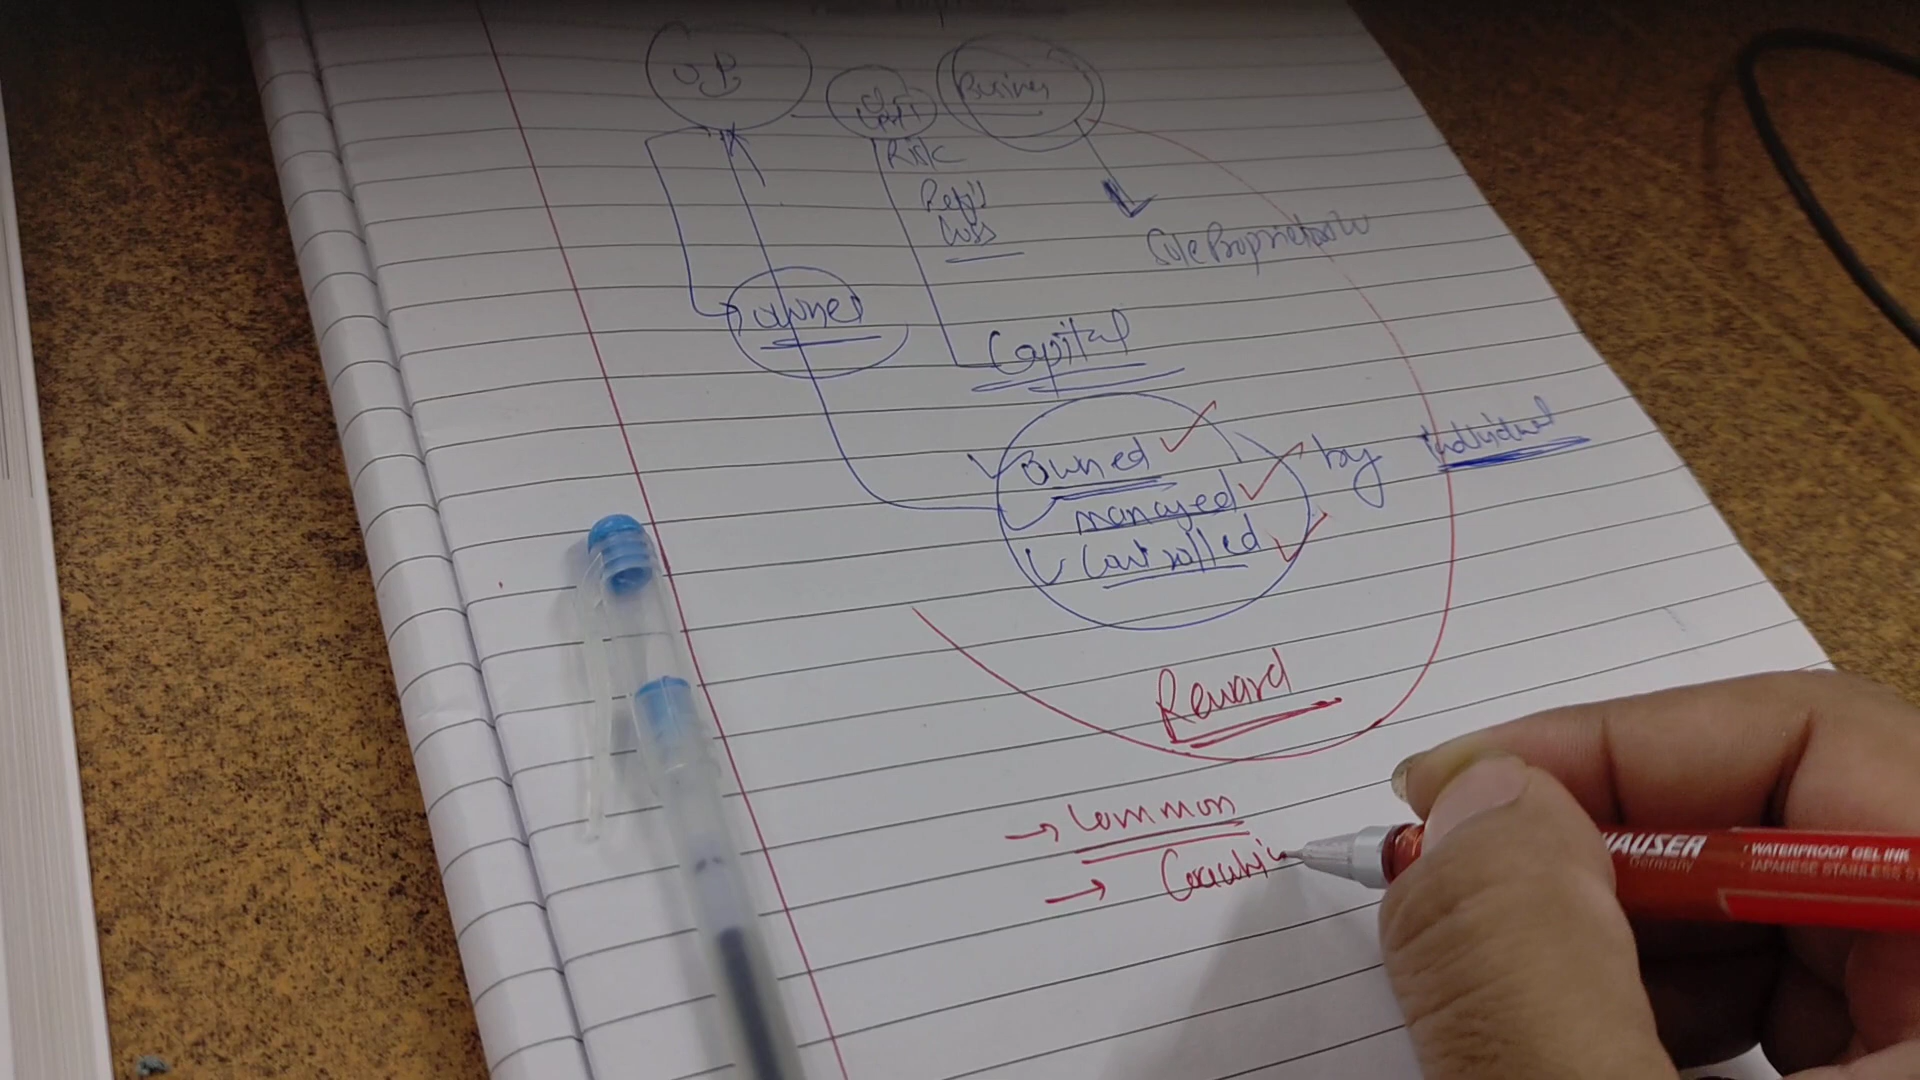 Business
Risk
Loss
Sole Proprietor
owner
Capital
Owned
managed by individual
Controlled
Reward
→ Common
→
HAUSER
Germany
• WATERPROOF GEL INK
• JAPANESE STAINLESS